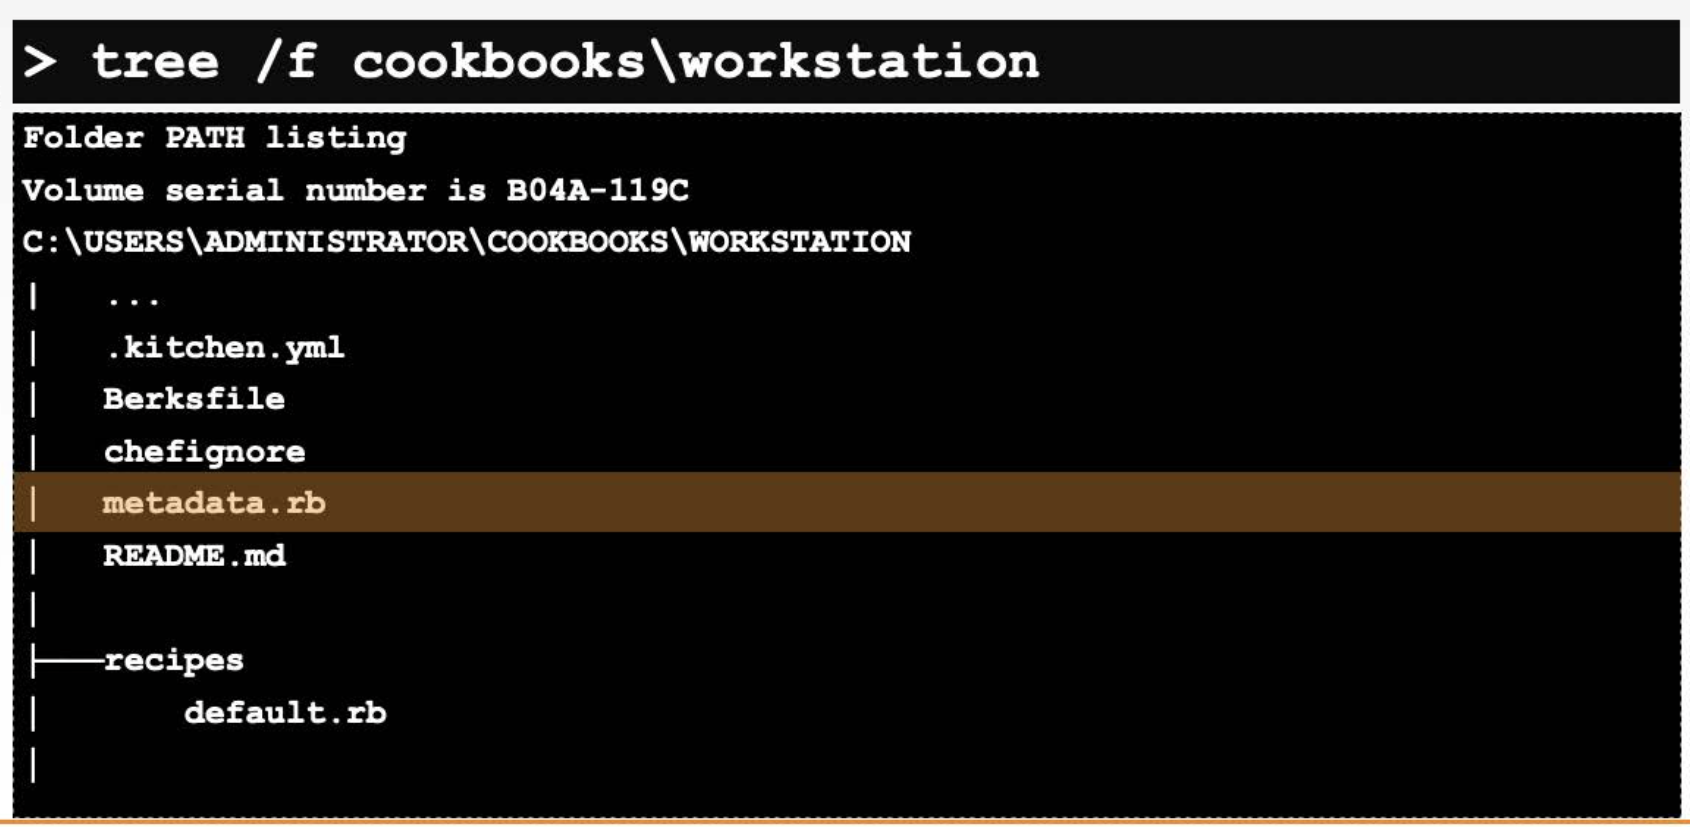 > tree /f cookbooks\workstation
Folder PATH listing
Volume serial number is B04A-119C
C:\USERS\ADMINISTRATOR\COOKBOOKS\WORKSTATION
|   ...
│   .kitchen.yml
│   Berksfile
│   chefignore
│   metadata.rb
│   README.md
│
├───recipes
│       default.rb
│